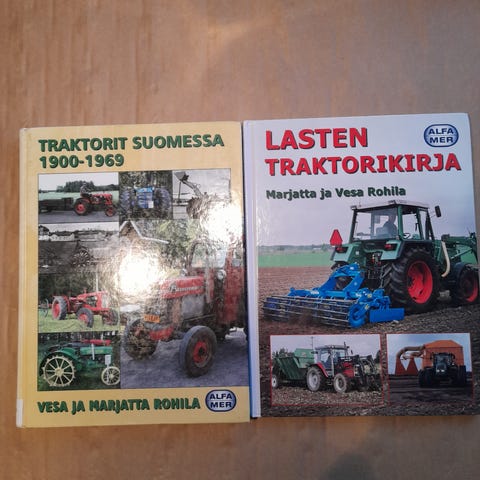 TRAKTORIT SUOMESSA
1900-1969
VESA JA MARJATTA ROHILA
ALFA
MER
LASTEN
TRAKTORIKIRJA
ALFA
MER
Marjatta ja Vesa Rohila